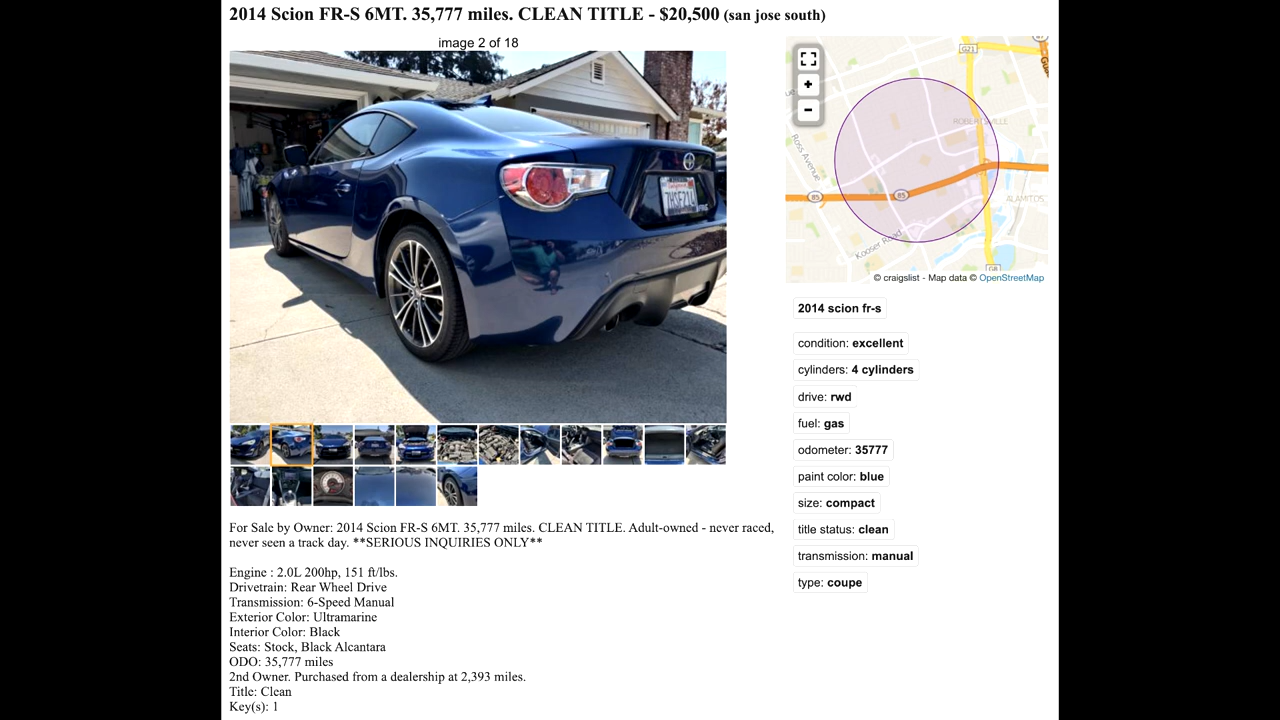 2014 Scion FR-S 6MT. 35,777 miles. CLEAN TITLE - $20,500 (san jose south)
image 2 of 18
+
−
G21
ROBERTSVILLE
Ross Avenue
85
85
ALAMITOS
Kooser Road
G8
© craigslist - Map data © OpenStreetMap
2014 scion fr-s
condition: excellent
cylinders: 4 cylinders
drive: rwd
fuel: gas
odometer: 35777
paint color: blue
size: compact
title status: clean
transmission: manual
type: coupe
For Sale by Owner: 2014 Scion FR-S 6MT. 35,777 miles. CLEAN TITLE. Adult-owned - never raced,
never seen a track day. **SERIOUS INQUIRIES ONLY**
Engine : 2.0L 200hp, 151 ft/lbs.
Drivetrain: Rear Wheel Drive
Transmission: 6-Speed Manual
Exterior Color: Ultramarine
Interior Color: Black
Seats: Stock, Black Alcantara
ODO: 35,777 miles
2nd Owner. Purchased from a dealership at 2,393 miles.
Title: Clean
Key(s): 1